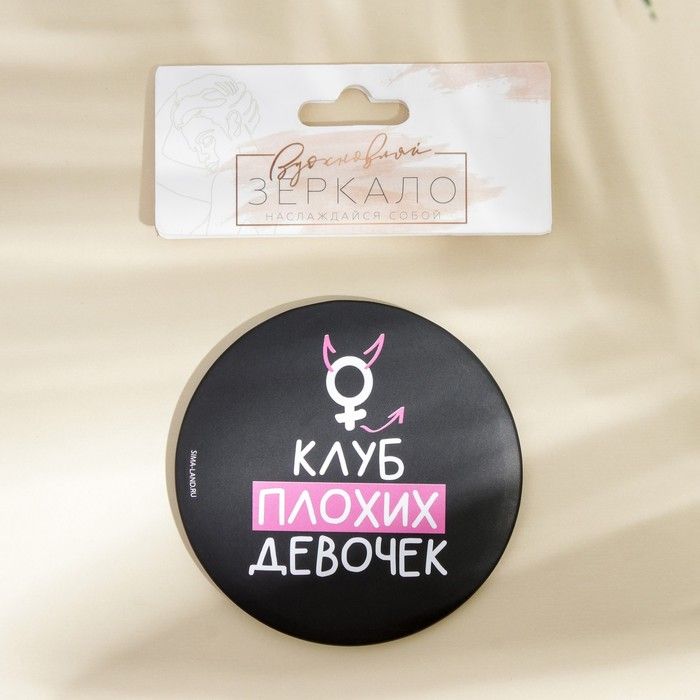 Вдохновляй
ЗЕРКАЛО
НАСЛАЖДАЙСЯ СОБОЙ
КЛУБ
ПЛОХИХ
ДЕВОЧЕК
SIMA-LAND.RU